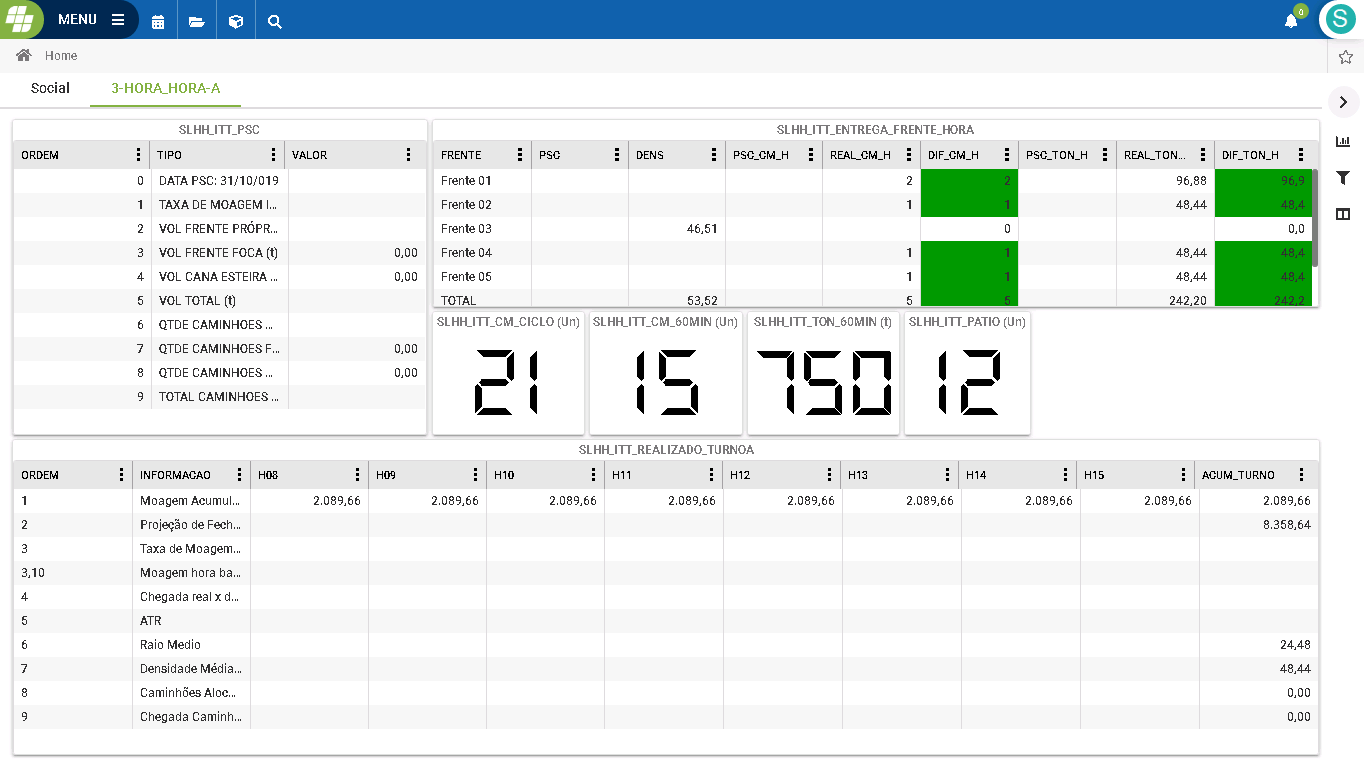 MENU
0
S
Home
Social 3-HORA_HORA-A
SLHH_ITT_PSC
ORDEM TIPO VALOR
0 DATA PSC: 31/10/019
1 TAXA DE MOAGEM I...
2 VOL FRENTE PRÓPR...
3 VOL FRENTE FOCA (t) 0,00
4 VOL CANA ESTEIRA ... 0,00
5 VOL TOTAL (t)
6 QTDE CAMINHOES ...
7 QTDE CAMINHOES F... 0,00
8 QTDE CAMINHOES ... 0,00
9 TOTAL CAMINHOES ...
SLHH_ITT_ENTREGA_FRENTE_HORA
FRENTE PSC DENS PSC_CM_H REAL_CM_H DIF_CM_H PSC_TON_H REAL_TON... DIF_TON_H
Frente 01 2 2 96,88 96,9
Frente 02 1 1 48,44 48,4
Frente 03 46,51 0 0,0
Frente 04 1 1 48,44 48,4
Frente 05 1 1 48,44 48,4
TOTAL 53,52 5 5 242,20 242,2
SLHH_ITT_CM_CICLO (Un)
21
SLHH_ITT_CM_60MIN (Un)
15
SLHH_ITT_TON_60MIN (t)
750
SLHH_ITT_PATIO (Un)
12
SLHH_ITT_REALIZADO_TURNOA
ORDEM INFORMACAO H08 H09 H10 H11 H12 H13 H14 H15 ACUM_TURNO
1 Moagem Acumul... 2.089,66 2.089,66 2.089,66 2.089,66 2.089,66 2.089,66 2.089,66 2.089,66 2.089,66
2 Projeção de Fech... 8.358,64
3 Taxa de Moagem...
3,10 Moagem hora ba...
4 Chegada real x d...
5 ATR
6 Raio Medio 24,48
7 Densidade Média... 48,44
8 Caminhões Aloc... 0,00
9 Chegada Caminh... 0,00